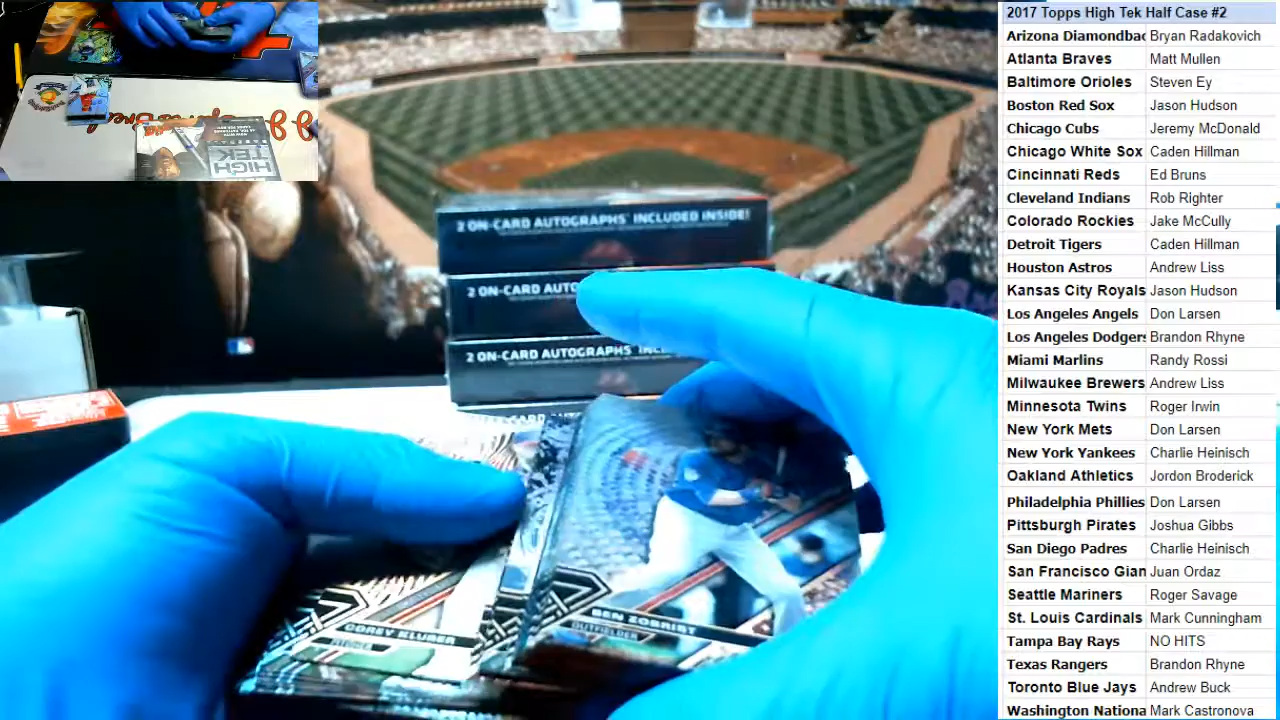 2017 Topps High Tek Half Case #2
Arizona Diamondbac Bryan Radakovich
Atlanta Braves Matt Mullen
Baltimore Orioles Steven Ey
Boston Red Sox Jason Hudson
Chicago Cubs Jeremy McDonald
Chicago White Sox Caden Hillman
Cincinnati Reds Ed Bruns
Cleveland Indians Rob Righter
Colorado Rockies Jake McCully
Detroit Tigers Caden Hillman
Houston Astros Andrew Liss
Kansas City Royals Jason Hudson
Los Angeles Angels Don Larsen
Los Angeles Dodgers Brandon Rhyne
Miami Marlins Randy Rossi
Milwaukee Brewers Andrew Liss
Minnesota Twins Roger Irwin
New York Mets Don Larsen
New York Yankees Charlie Heinisch
Oakland Athletics Jordon Broderick
Philadelphia Phillies Don Larsen
Pittsburgh Pirates Joshua Gibbs
San Diego Padres Charlie Heinisch
San Francisco Gian Juan Ordaz
Seattle Mariners Roger Savage
St. Louis Cardinals Mark Cunningham
Tampa Bay Rays NO HITS
Texas Rangers Brandon Rhyne
Toronto Blue Jays Andrew Buck
Washington Nationa Mark Castronova
HIGH
TEK
2 ON-CARD AUTOGRAPHS INCLUDED INSIDE!
2 ON-CARD AUTO
2 ON-CARD AUTOGRAPHS INCL
COREY KLUBER
PITCHER
BEN ZOBRIST
OUTFIELDER